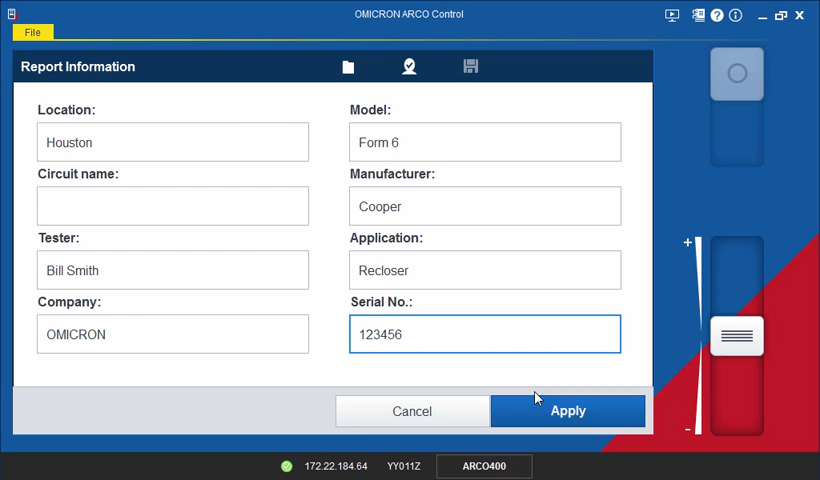 OMICRON ARCO Control
File
Report Information
Location:
Houston
Model:
Form 6
Circuit name:
Manufacturer:
Cooper
Tester:
Bill Smith
Application:
Recloser
Company:
OMICRON
Serial No.:
123456
Cancel
Apply
+
-
172.22.184.64 YY011Z ARCO400